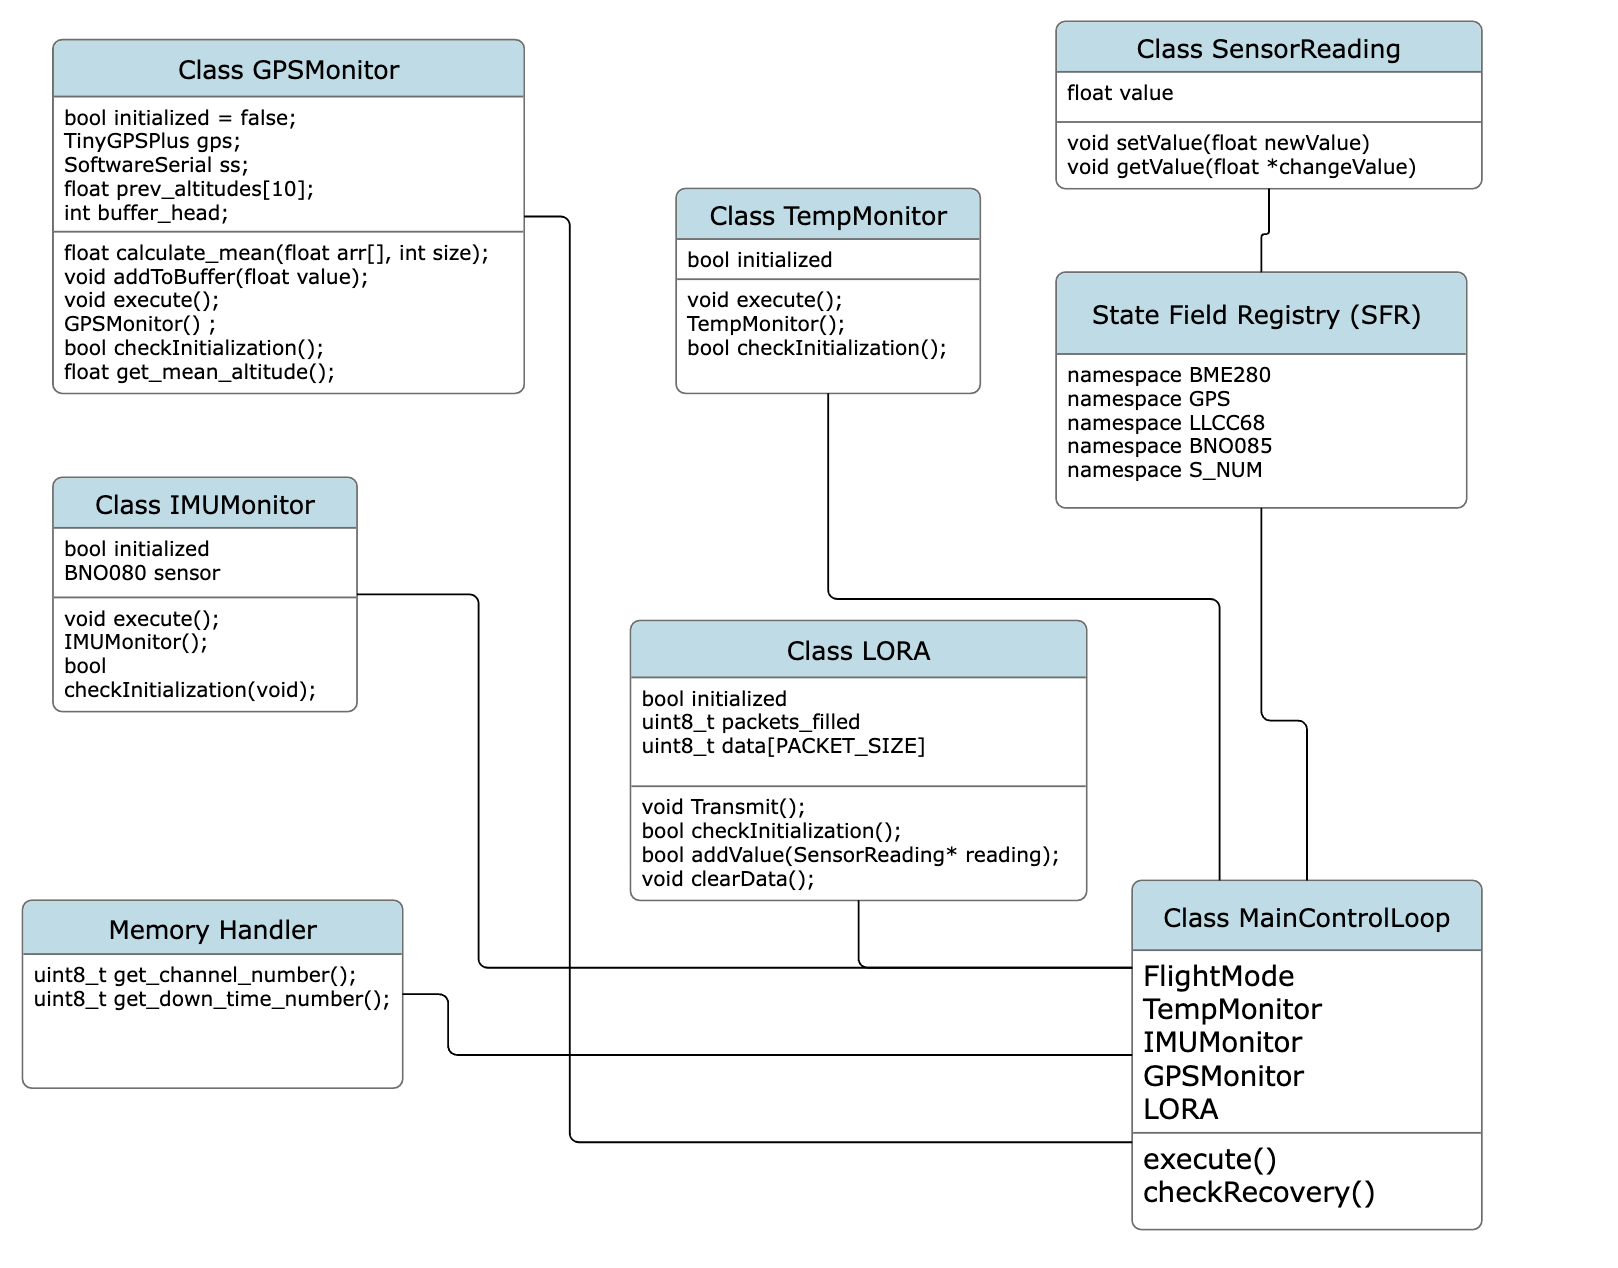 Class GPSMonitor
bool initialized = false;
TinyGPSPlus gps;
SoftwareSerial ss;
float prev_altitudes[10];
int buffer_head;
float calculate_mean(float arr[], int size);
void addToBuffer(float value);
void execute();
GPSMonitor() ;
bool checkInitialization();
float get_mean_altitude();
Class TempMonitor
bool initialized
void execute();
TempMonitor();
bool checkInitialization();
Class SensorReading
float value
void setValue(float newValue)
void getValue(float *changeValue)
State Field Registry (SFR)
namespace BME280
namespace GPS
namespace LLCC68
namespace BNO085
namespace S_NUM
Class IMUMonitor
bool initialized
BNO080 sensor
void execute();
IMUMonitor();
bool
checkInitialization(void);
Class LORA
bool initialized
uint8_t packets_filled
uint8_t data[PACKET_SIZE]
void Transmit();
bool checkInitialization();
bool addValue(SensorReading* reading);
void clearData();
Memory Handler
uint8_t get_channel_number();
uint8_t get_down_time_number();
Class MainControlLoop
FlightMode
TempMonitor
IMUMonitor
GPSMonitor
LORA
execute()
checkRecovery()